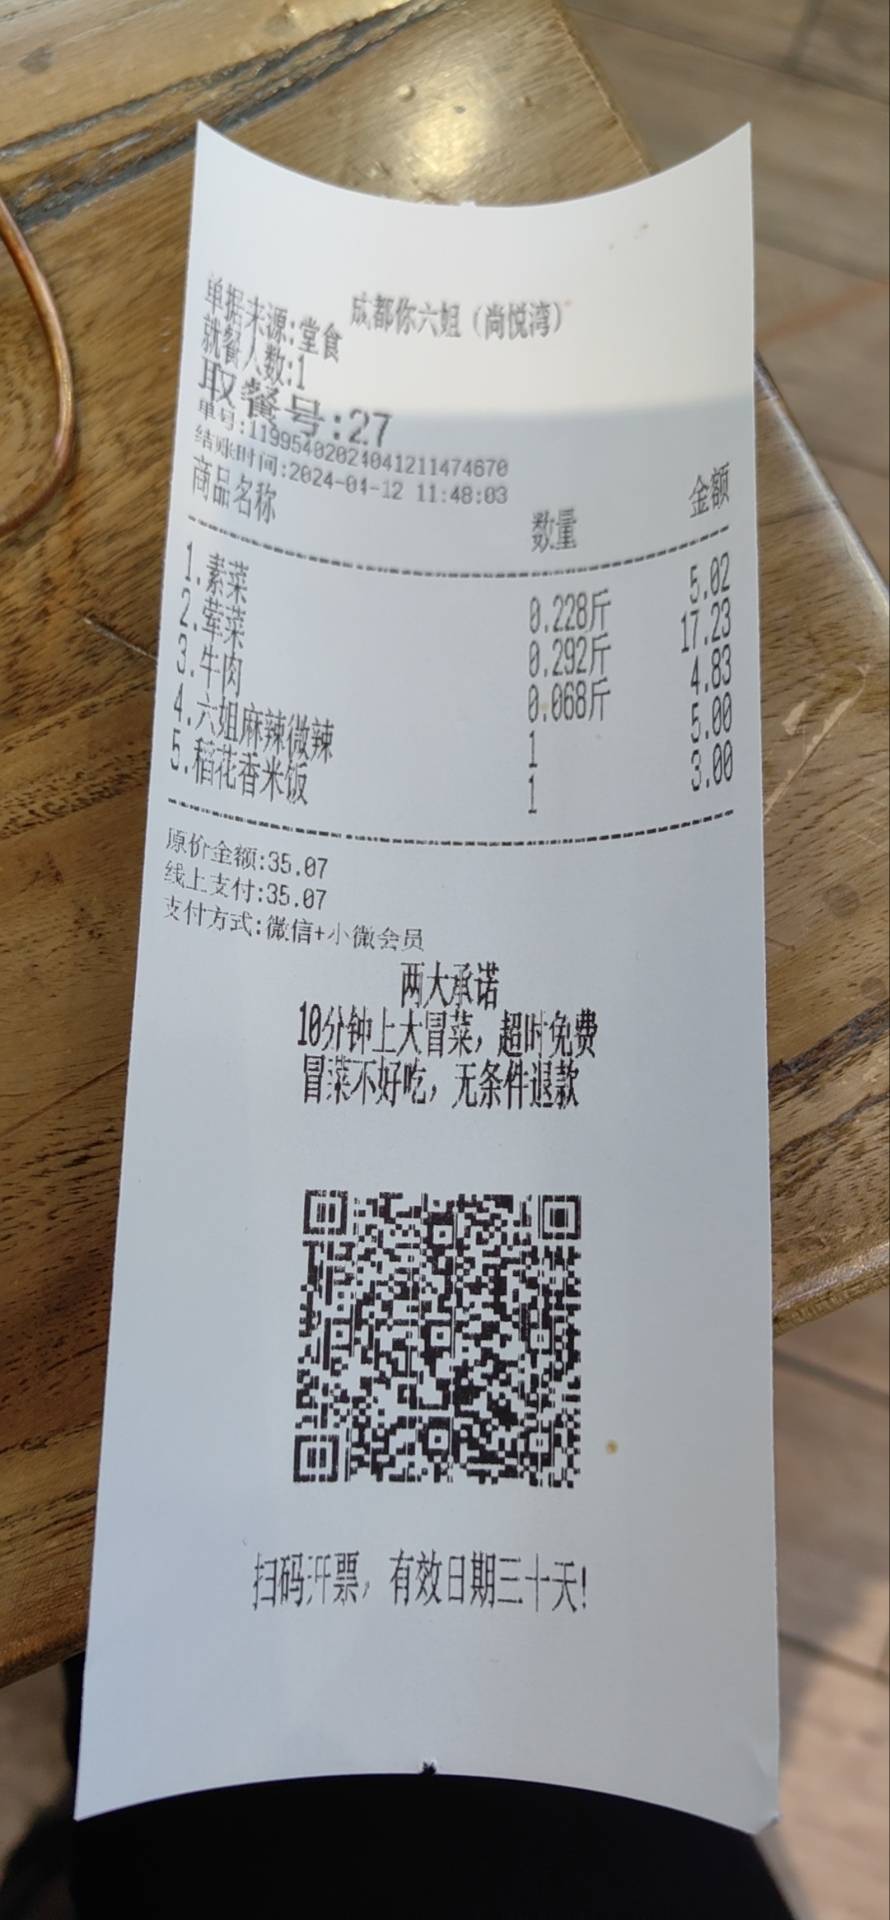 成都你六姐（尚悦湾）
单据来源:堂食
就餐人数:1
取餐号:27
单号:11995402024041211474670
结账时间:2024-04-12 11:48:03
商品名称 数量 金额
1.素菜 0.228斤 5.02
2.荤菜 0.292斤 17.23
3.牛肉 0.068斤 4.83
4.六姐麻辣微辣 1 5.00
5.稻花香米饭 1 3.00
原价金额:35.07
线上支付:35.07
支付方式:微信+小微会员
两大承诺
10分钟上大冒菜，超时免费
冒菜不好吃，无条件退款
扫码开票，有效日期三十天!